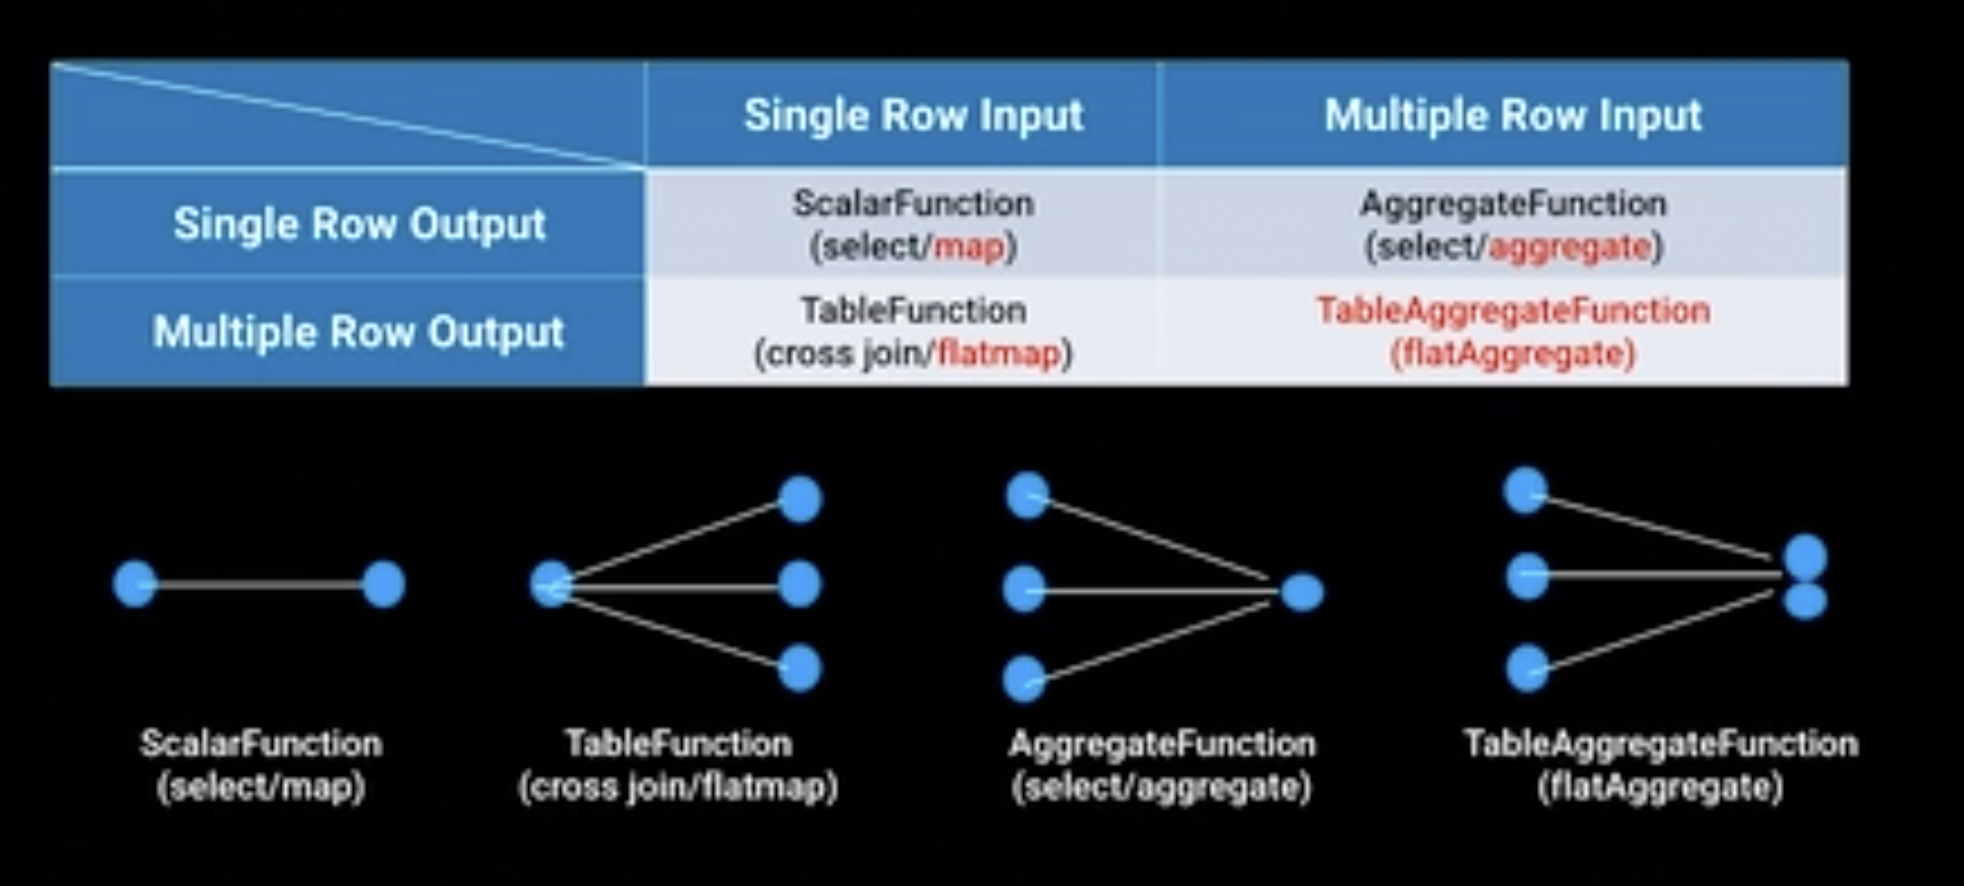 Single Row Input
Multiple Row Input
Single Row Output
ScalarFunction
(select/map)
AggregateFunction
(select/aggregate)
Multiple Row Output
TableFunction
(cross join/flatmap)
TableAggregateFunction
(flatAggregate)
ScalarFunction
(select/map)
TableFunction
(cross join/flatmap)
AggregateFunction
(select/aggregate)
TableAggregateFunction
(flatAggregate)